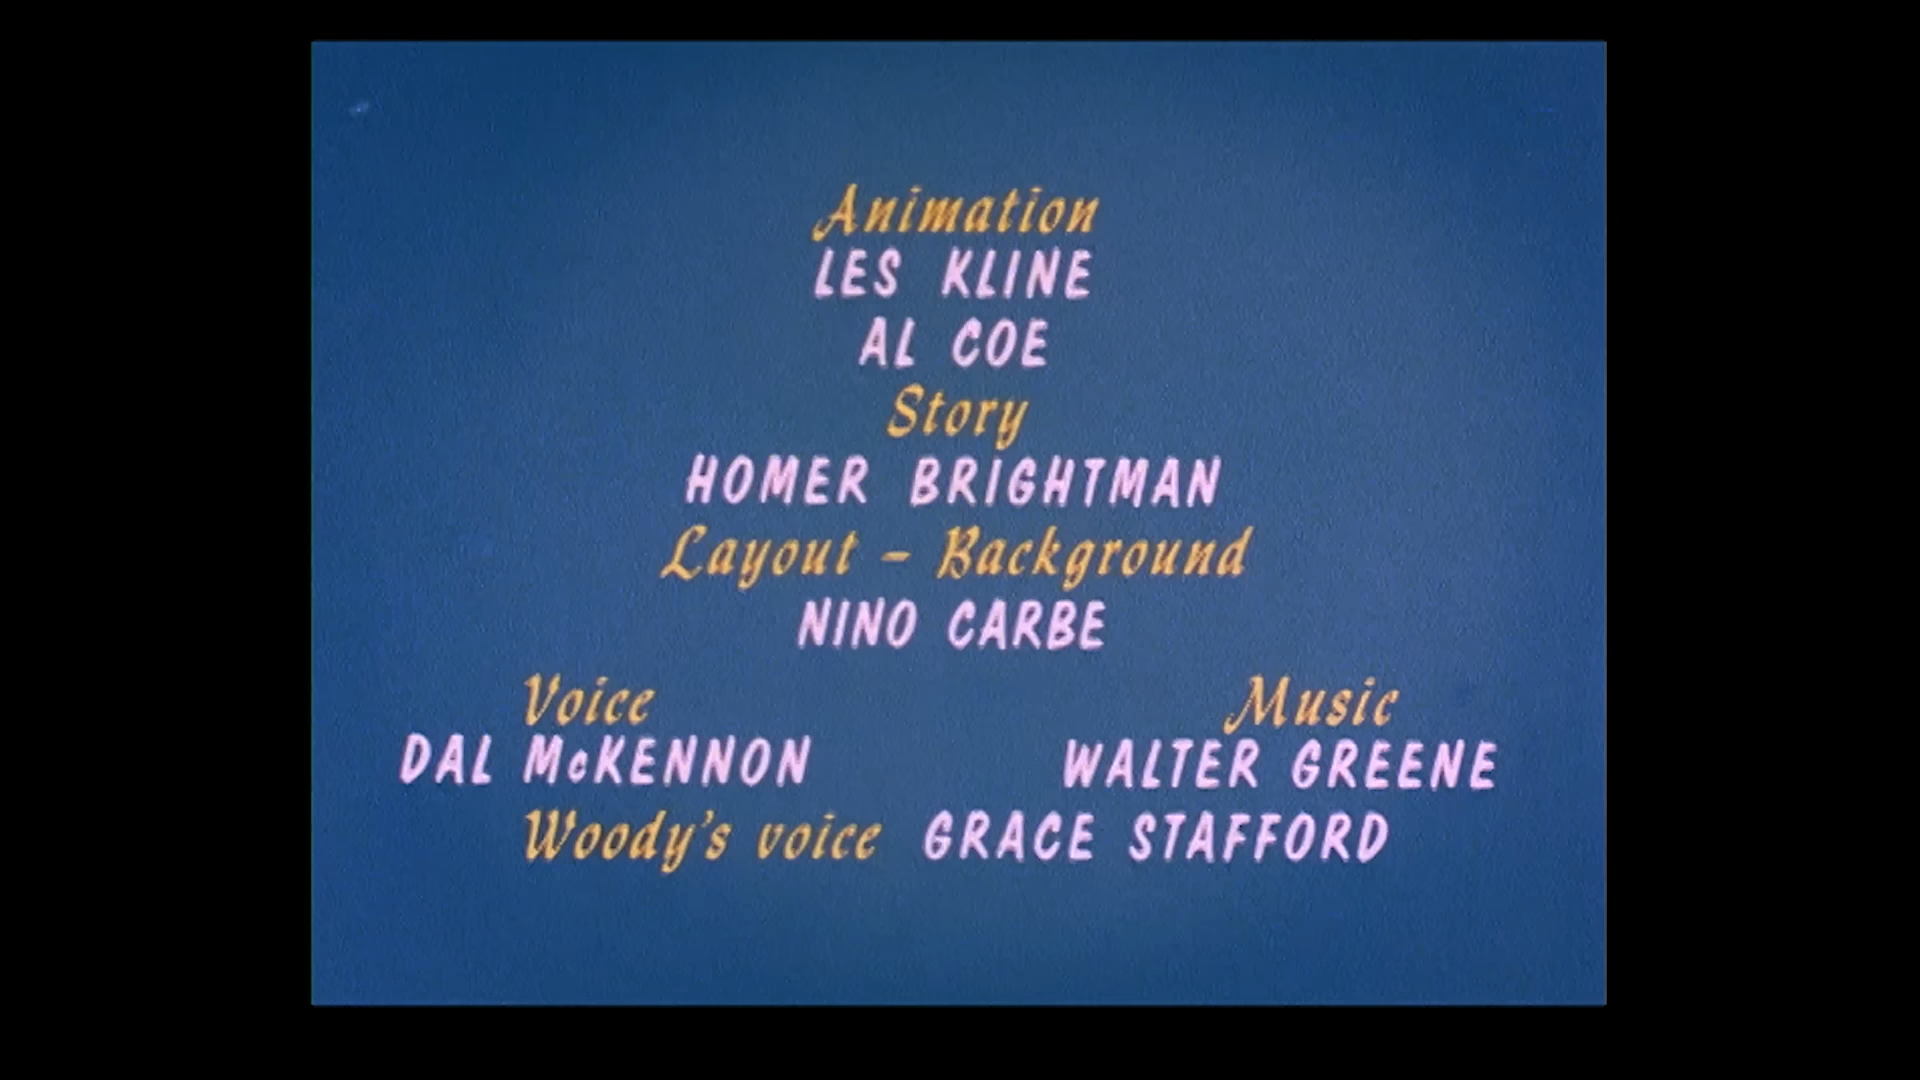 Animation
LES KLINE
AL COE
Story
HOMER BRIGHTMAN
Layout - Background
NINO CARBE
Voice Music
DAL McKENNON WALTER GREENE
Woody's voice GRACE STAFFORD